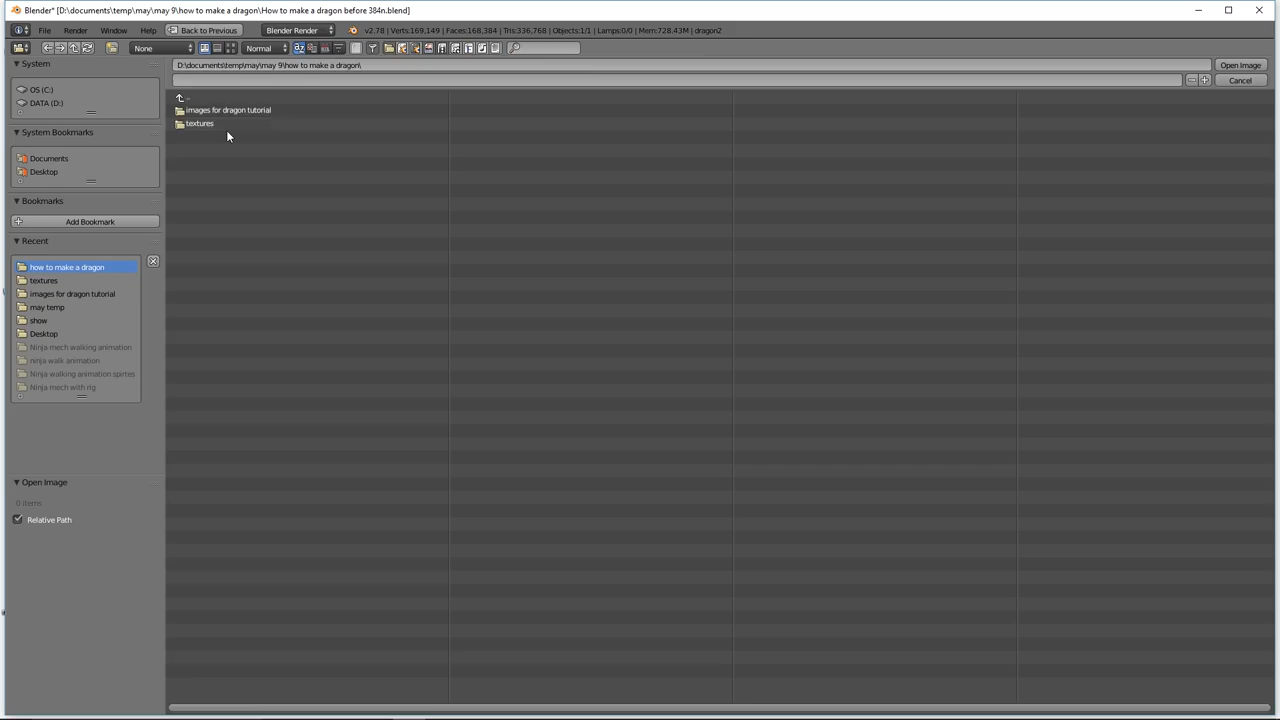 Blender* [D:\documents\temp\may\may 9\how to make a dragon\How to make a dragon before 384n.blend]
File Render Window Help Back to Previous Blender Render v2.78 | Verts:169,149 | Faces:168,384 | Tris:336,768 | Objects:1/1 | Lamps:0/0 | Mem:728.43M | dragon2
None Normal
System
D:\documents\temp\may\may 9\how to make a dragon\
Open Image
Cancel
OS (C:)
DATA (D:)
..
images for dragon tutorial
textures
System Bookmarks
Documents
Desktop
Bookmarks
Add Bookmark
Recent
how to make a dragon
textures
images for dragon tutorial
may temp
show
Desktop
Ninja mech walking animation
ninja walk animation
Ninja walking animation spirtes
Ninja mech with rig
Open Image
0 items
Relative Path